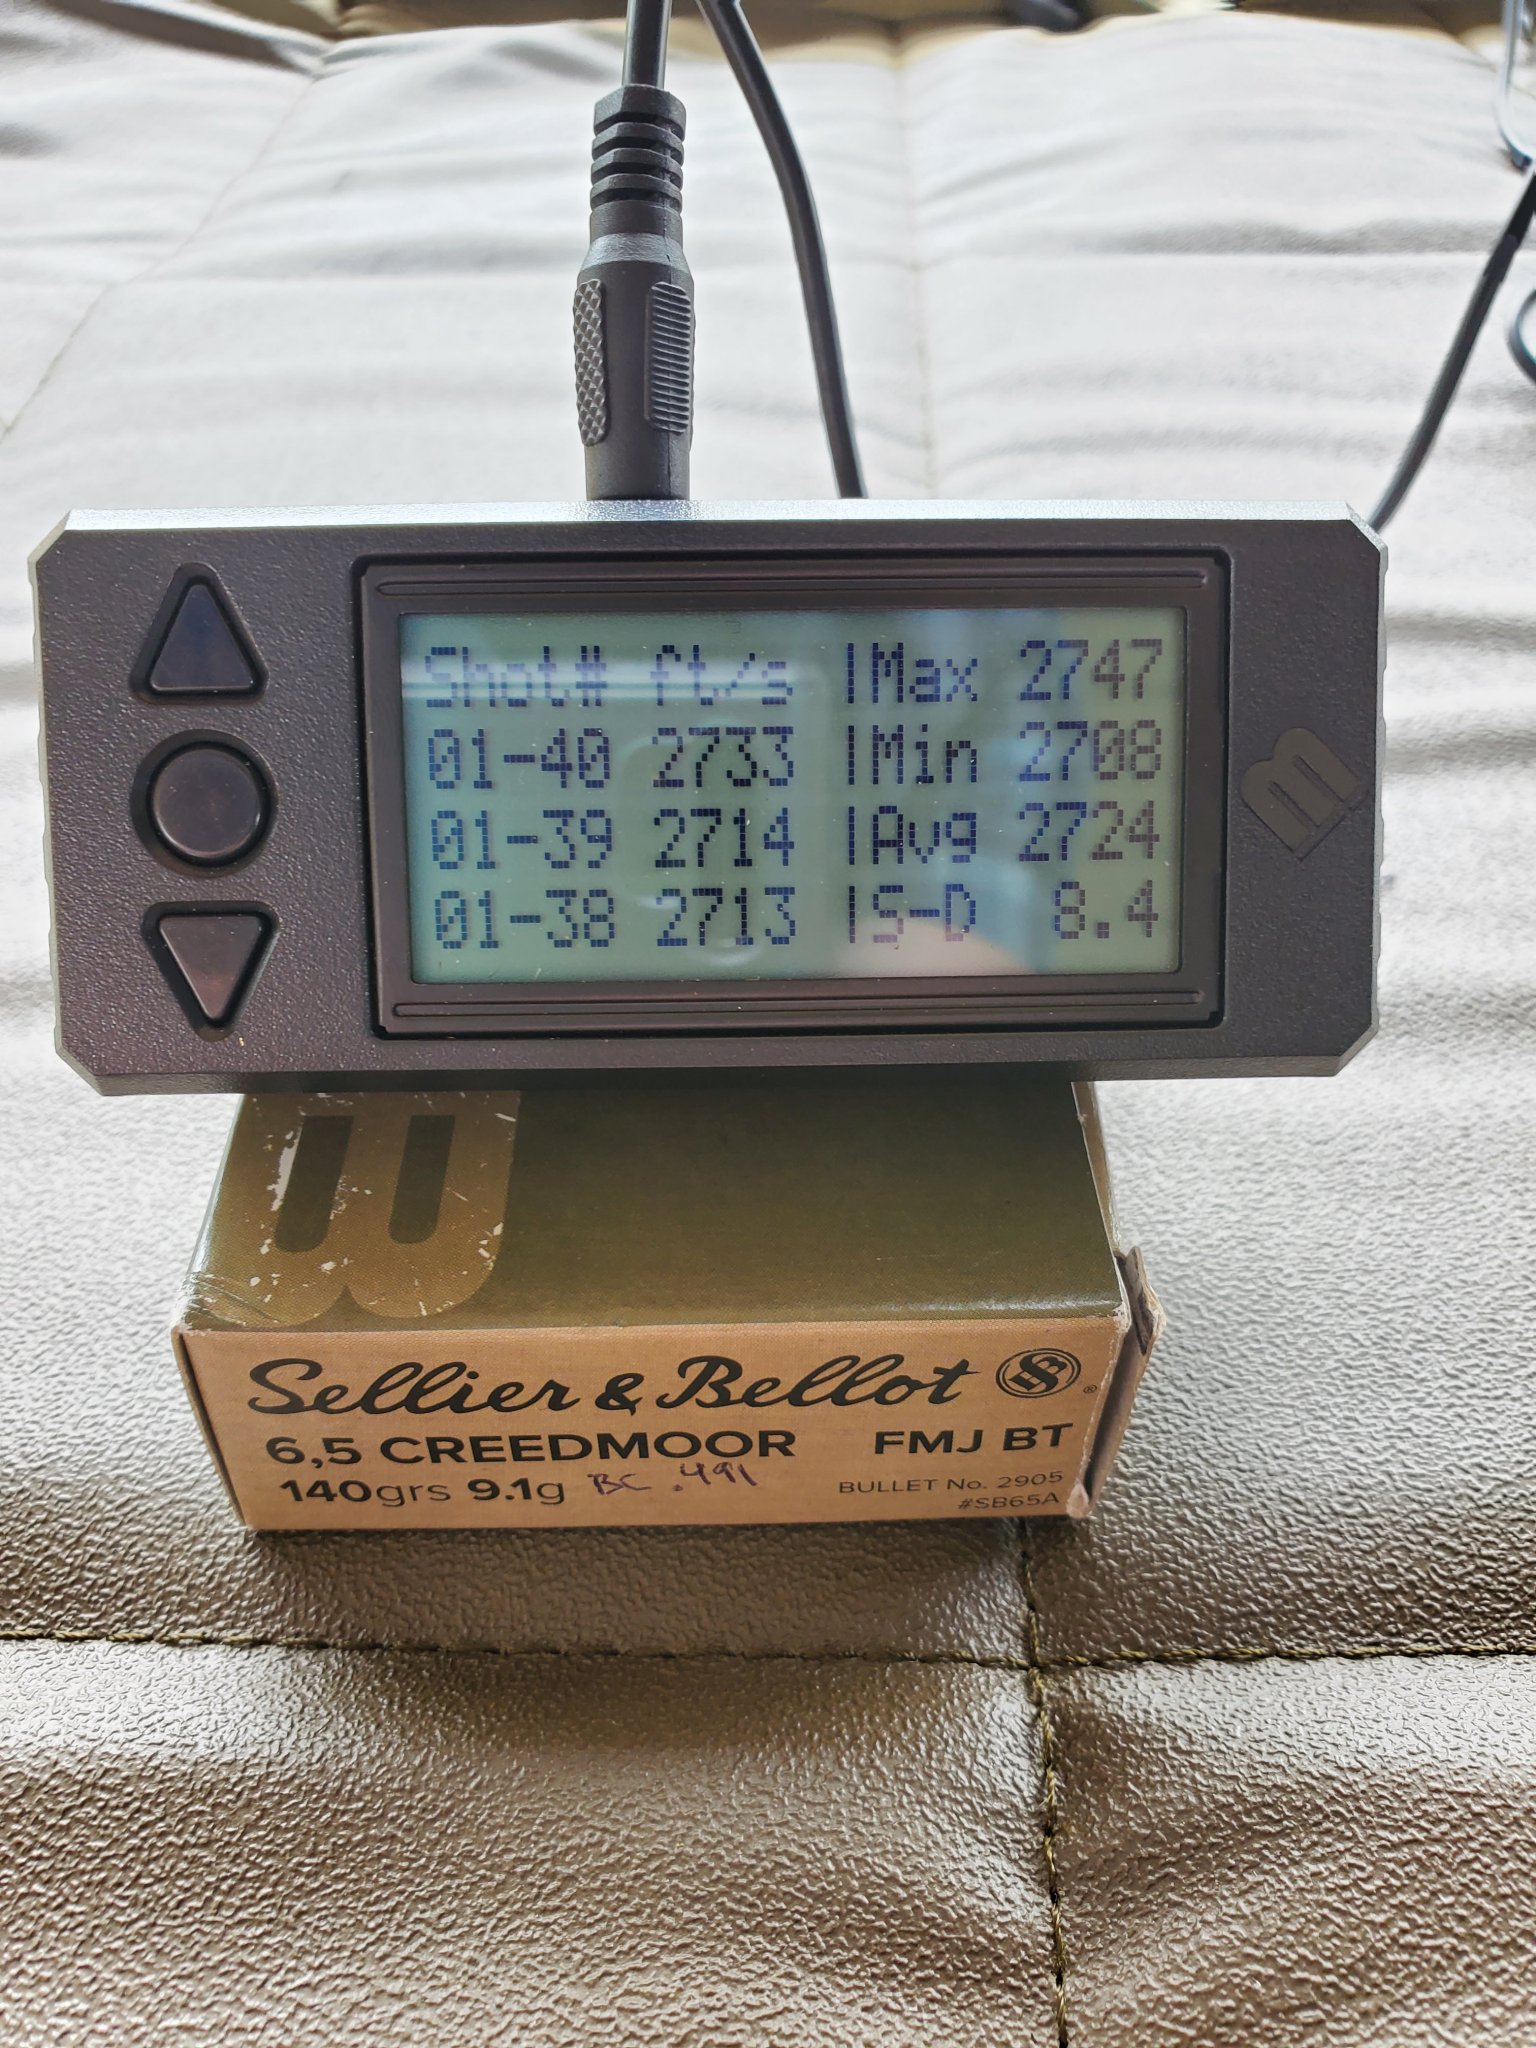 Shot# ft/s |Max 2747
01-40 2733 |Min 2708
01-39 2714 |Avg 2724
01-38 2713 |S-D 8.4
m
Sellier & Bellot SB ®
6,5 CREEDMOOR FMJ BT
140grs 9.1g BC .491 BULLET No. 2905
#SB65A